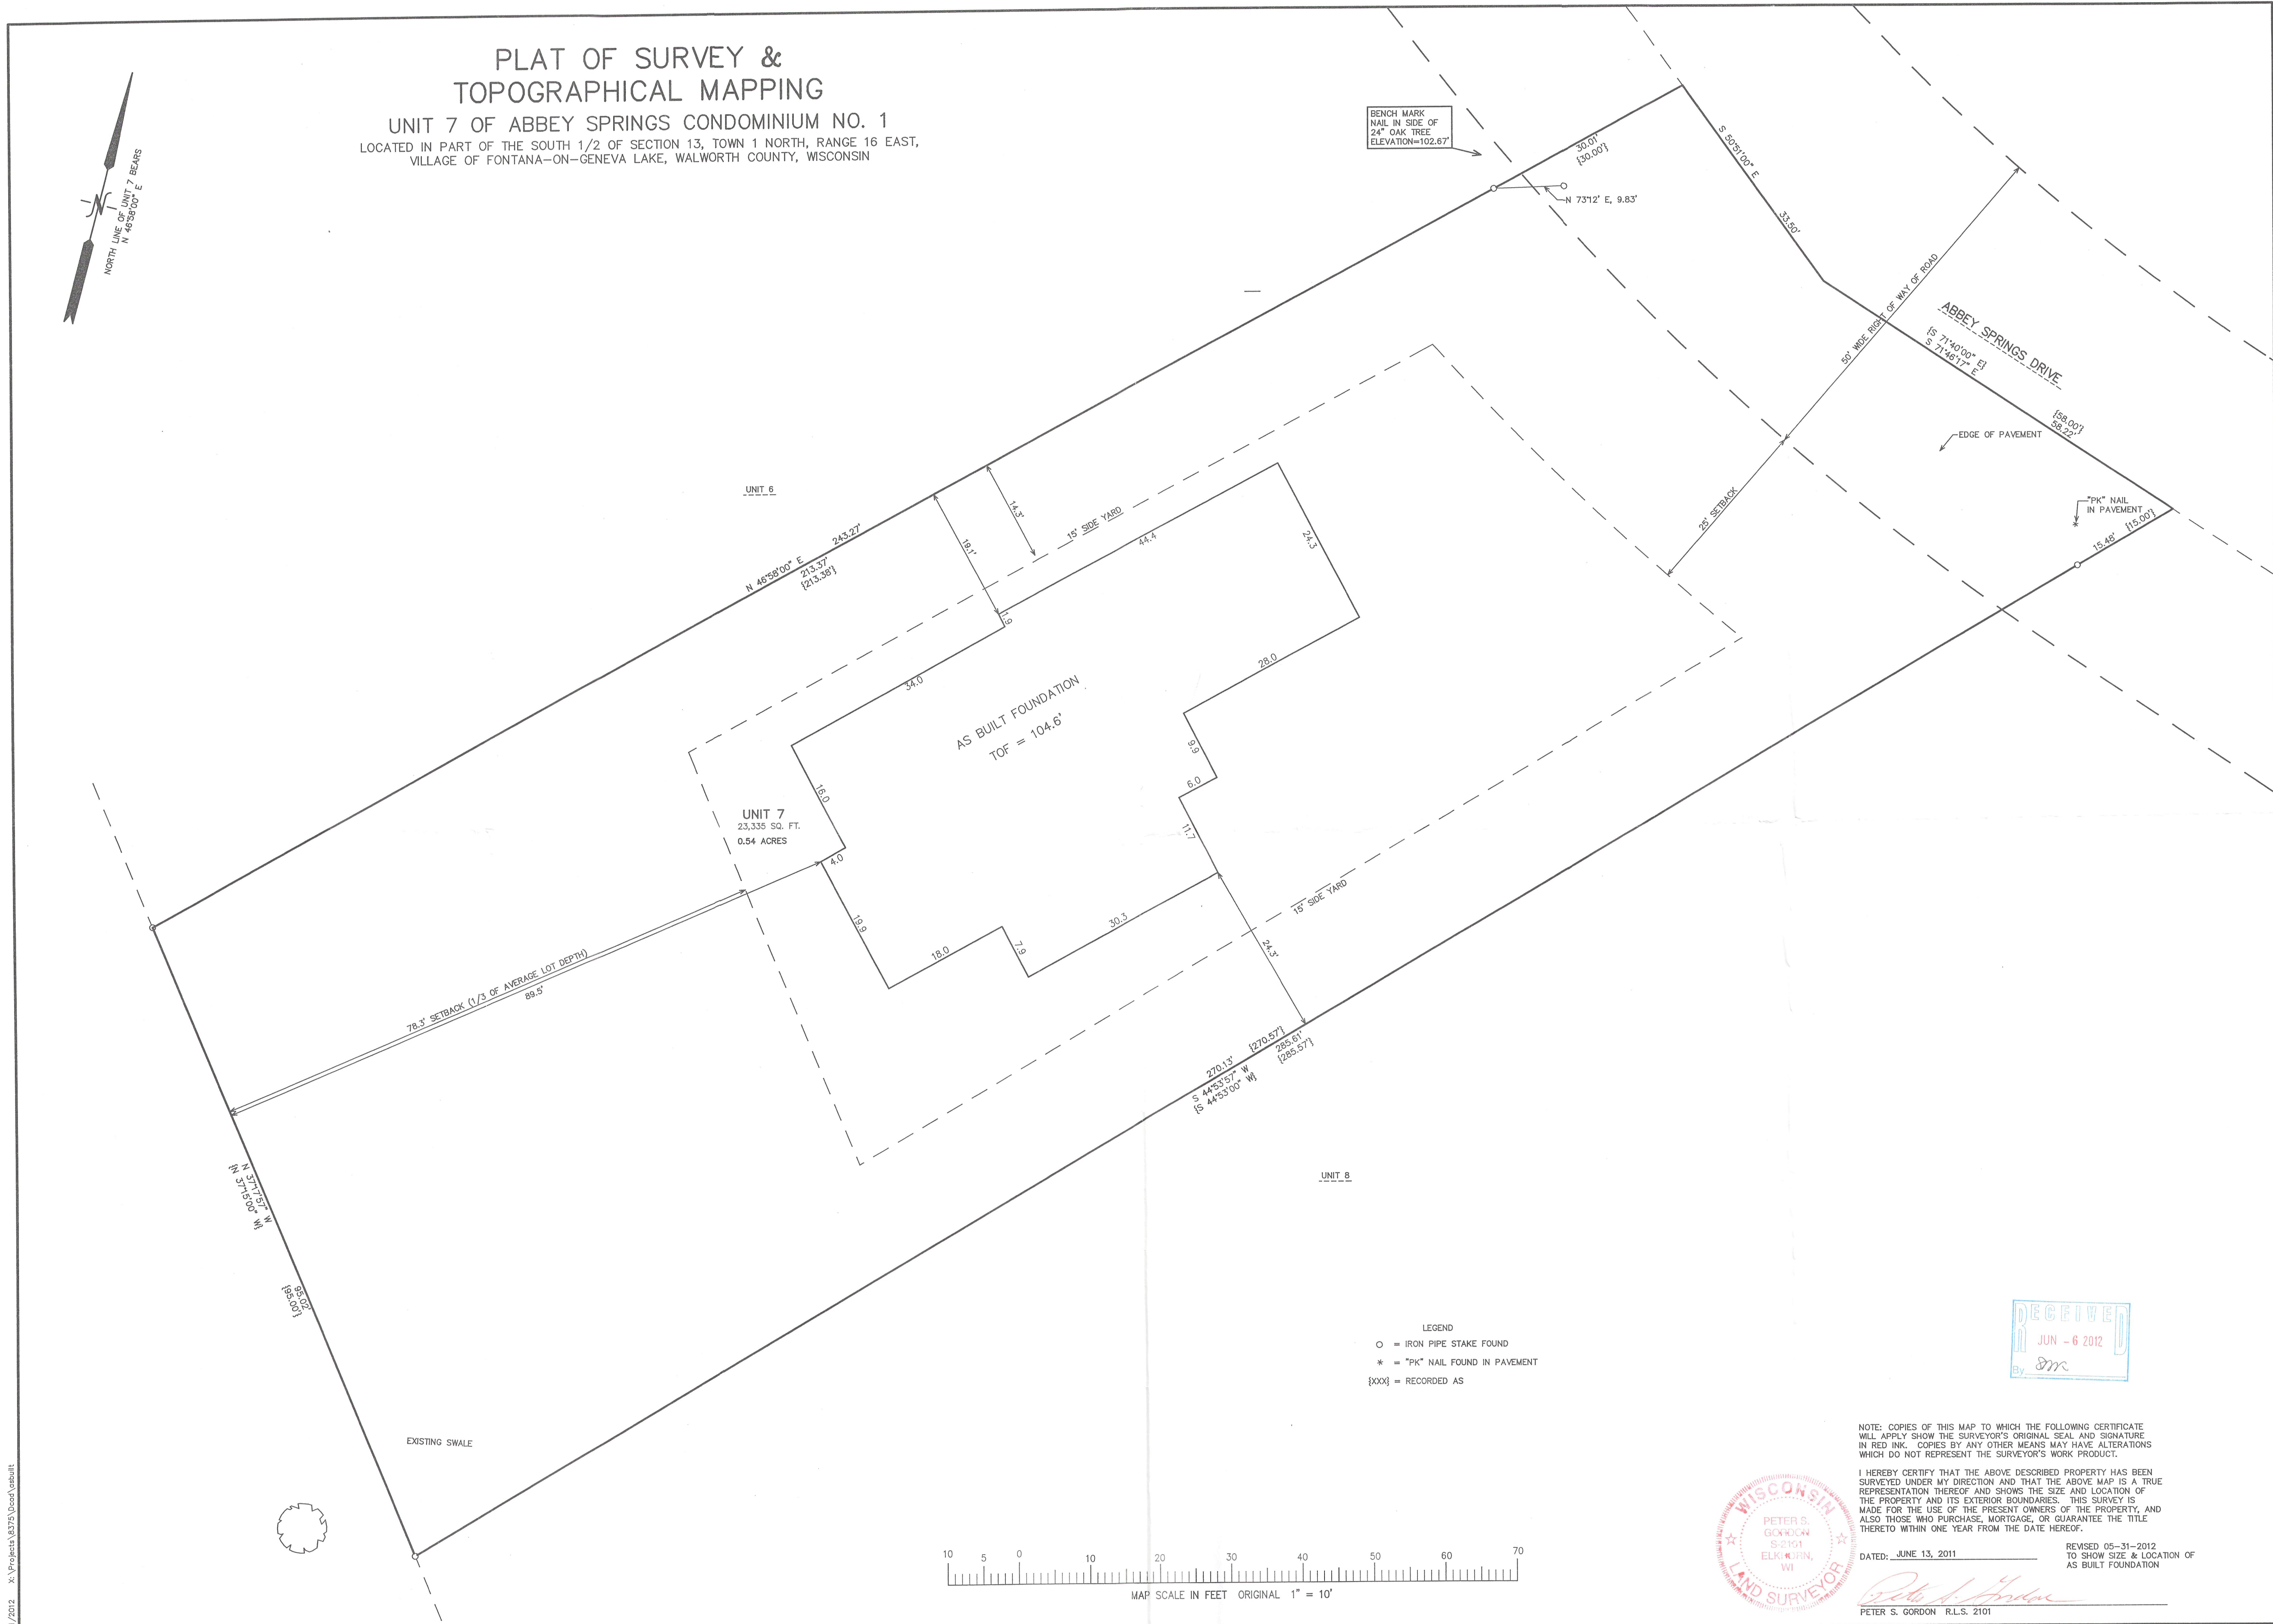 PLAT OF SURVEY &
TOPOGRAPHICAL MAPPING
UNIT 7 OF ABBEY SPRINGS CONDOMINIUM NO. 1
LOCATED IN PART OF THE SOUTH 1/2 OF SECTION 13, TOWN 1 NORTH, RANGE 16 EAST,
VILLAGE OF FONTANA-ON-GENEVA LAKE, WALWORTH COUNTY, WISCONSIN
N
NORTH LINE OF UNIT 7 BEARS
N 46°58'00" E
BENCH MARK
NAIL IN SIDE OF
24" OAK TREE
ELEVATION=102.67'
30.01'
{30.00'}
N 73°12' E, 9.83'
S 50°51'00" E
33.50'
50' WIDE RIGHT OF WAY OF ROAD
ABBEY SPRINGS DRIVE
{S 71°40'00" E}
S 71°46'17" E
{58.00'}
58.22'
EDGE OF PAVEMENT
"PK" NAIL
IN PAVEMENT
15.48'
{15.00'}
25' SETBACK
UNIT 6
243.27'
N 46°58'00" E
213.37'
{213.38'}
19.1'
14.3'
15' SIDE YARD
44.4
24.3
1.9
34.0
28.0
AS BUILT FOUNDATION
TOF = 104.6'
9.9
6.0
11.7
16.0
UNIT 7
23,335 SQ. FT.
0.54 ACRES
4.0
19.9
18.0
7.9
30.3
15' SIDE YARD
24.3'
78.3' SETBACK (1/3 OF AVERAGE LOT DEPTH)
89.5'
270.13'
{270.57'}
285.61'
{285.57'}
S 44°53'57" W
{S 44°53'00" W}
N 37°17'57" W
{N 37°15'00" W}
95.02'
{95.00'}
UNIT 8
EXISTING SWALE
LEGEND
O = IRON PIPE STAKE FOUND
* = "PK" NAIL FOUND IN PAVEMENT
{XXX} = RECORDED AS
10 5 0 10 20 30 40 50 60 70
MAP SCALE IN FEET ORIGINAL 1" = 10'
RECEIVED
JUN - 6 2012
By
NOTE: COPIES OF THIS MAP TO WHICH THE FOLLOWING CERTIFICATE
WILL APPLY SHOW THE SURVEYOR'S ORIGINAL SEAL AND SIGNATURE
IN RED INK. COPIES BY ANY OTHER MEANS MAY HAVE ALTERATIONS
WHICH DO NOT REPRESENT THE SURVEYOR'S WORK PRODUCT.
I HEREBY CERTIFY THAT THE ABOVE DESCRIBED PROPERTY HAS BEEN
SURVEYED UNDER MY DIRECTION AND THAT THE ABOVE MAP IS A TRUE
REPRESENTATION THEREOF AND SHOWS THE SIZE AND LOCATION OF
THE PROPERTY AND ITS EXTERIOR BOUNDARIES. THIS SURVEY IS
MADE FOR THE USE OF THE PRESENT OWNERS OF THE PROPERTY, AND
ALSO THOSE WHO PURCHASE, MORTGAGE, OR GUARANTEE THE TITLE
THERETO WITHIN ONE YEAR FROM THE DATE HEREOF.
DATED: JUNE 13, 2011
REVISED 05-31-2012
TO SHOW SIZE & LOCATION OF
AS BUILT FOUNDATION
Peter S. Gordon
PETER S. GORDON R.L.S. 2101
WISCONSIN
PETER S.
GORDON
S-2101
ELKHORN,
WI
LAND SURVEYOR
/2012 X:\Projects\8375\Dcad\asbuilt